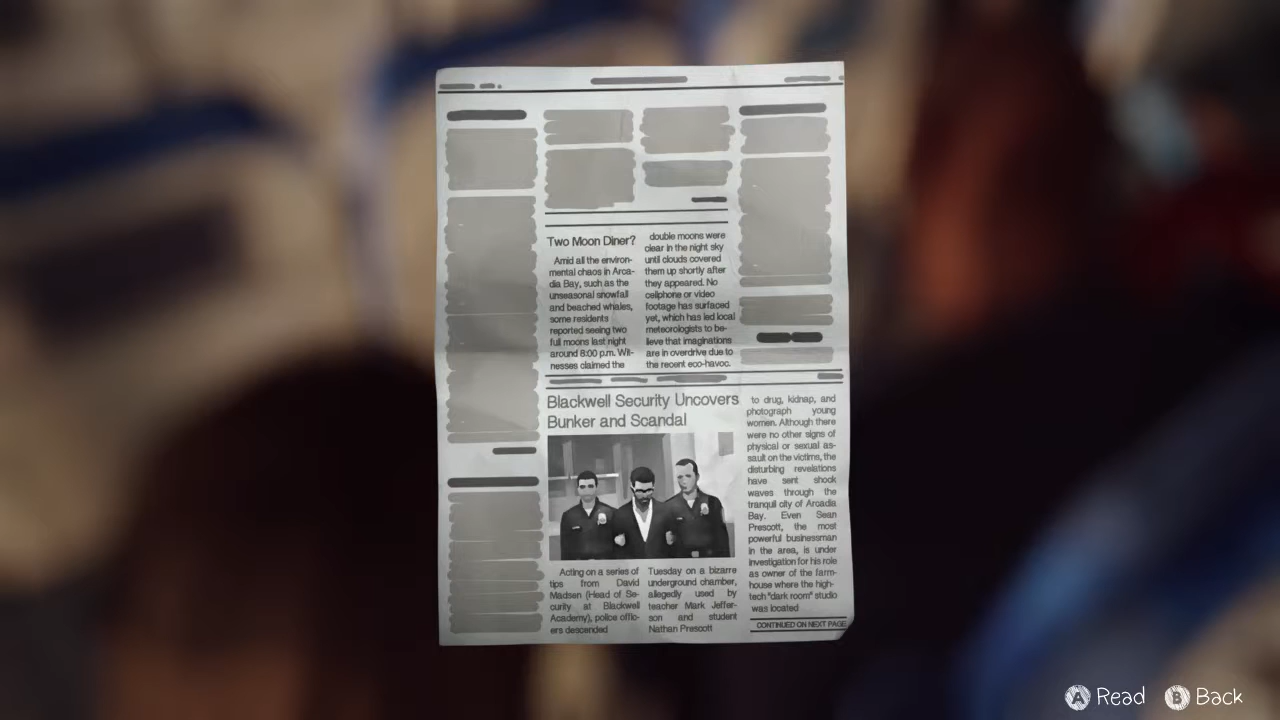 Two Moon Diner?
Amid all the environ-
mental chaos in Arca-
dia Bay, such as the
unseasonal snowfall
and beached whales,
some residents
reported seeing two
full moons last night
around 8:00 p.m. Wit-
nesses claimed the
double moons were
clear in the night sky
until clouds covered
them up shortly after
they appeared. No
cellphone or video
footage has surfaced
yet, which has led local
meteorologists to be-
lieve that imaginations
are in overdrive due to
the recent eco-havoc.
Blackwell Security Uncovers
Bunker and Scandal
Acting on a series of
tips from David
Madsen (Head of Se-
curity at Blackwell
Academy), police offic-
ers descended
Tuesday on a bizarre
underground chamber,
allegedly used by
teacher Mark Jeffer-
son and student
Nathan Prescott
to drug, kidnap, and
photograph young
women. Although there
were no other signs of
physical or sexual as-
sault on the victims, the
disturbing revelations
have sent shock
waves through the
tranquil city of Arcadia
Bay. Even Sean
Prescott, the most
powerful businessman
in the area, is under
investigation for his role
as owner of the farm-
house where the high-
tech "dark room" studio
was located
CONTINUED ON NEXT PAGE
A Read B Back